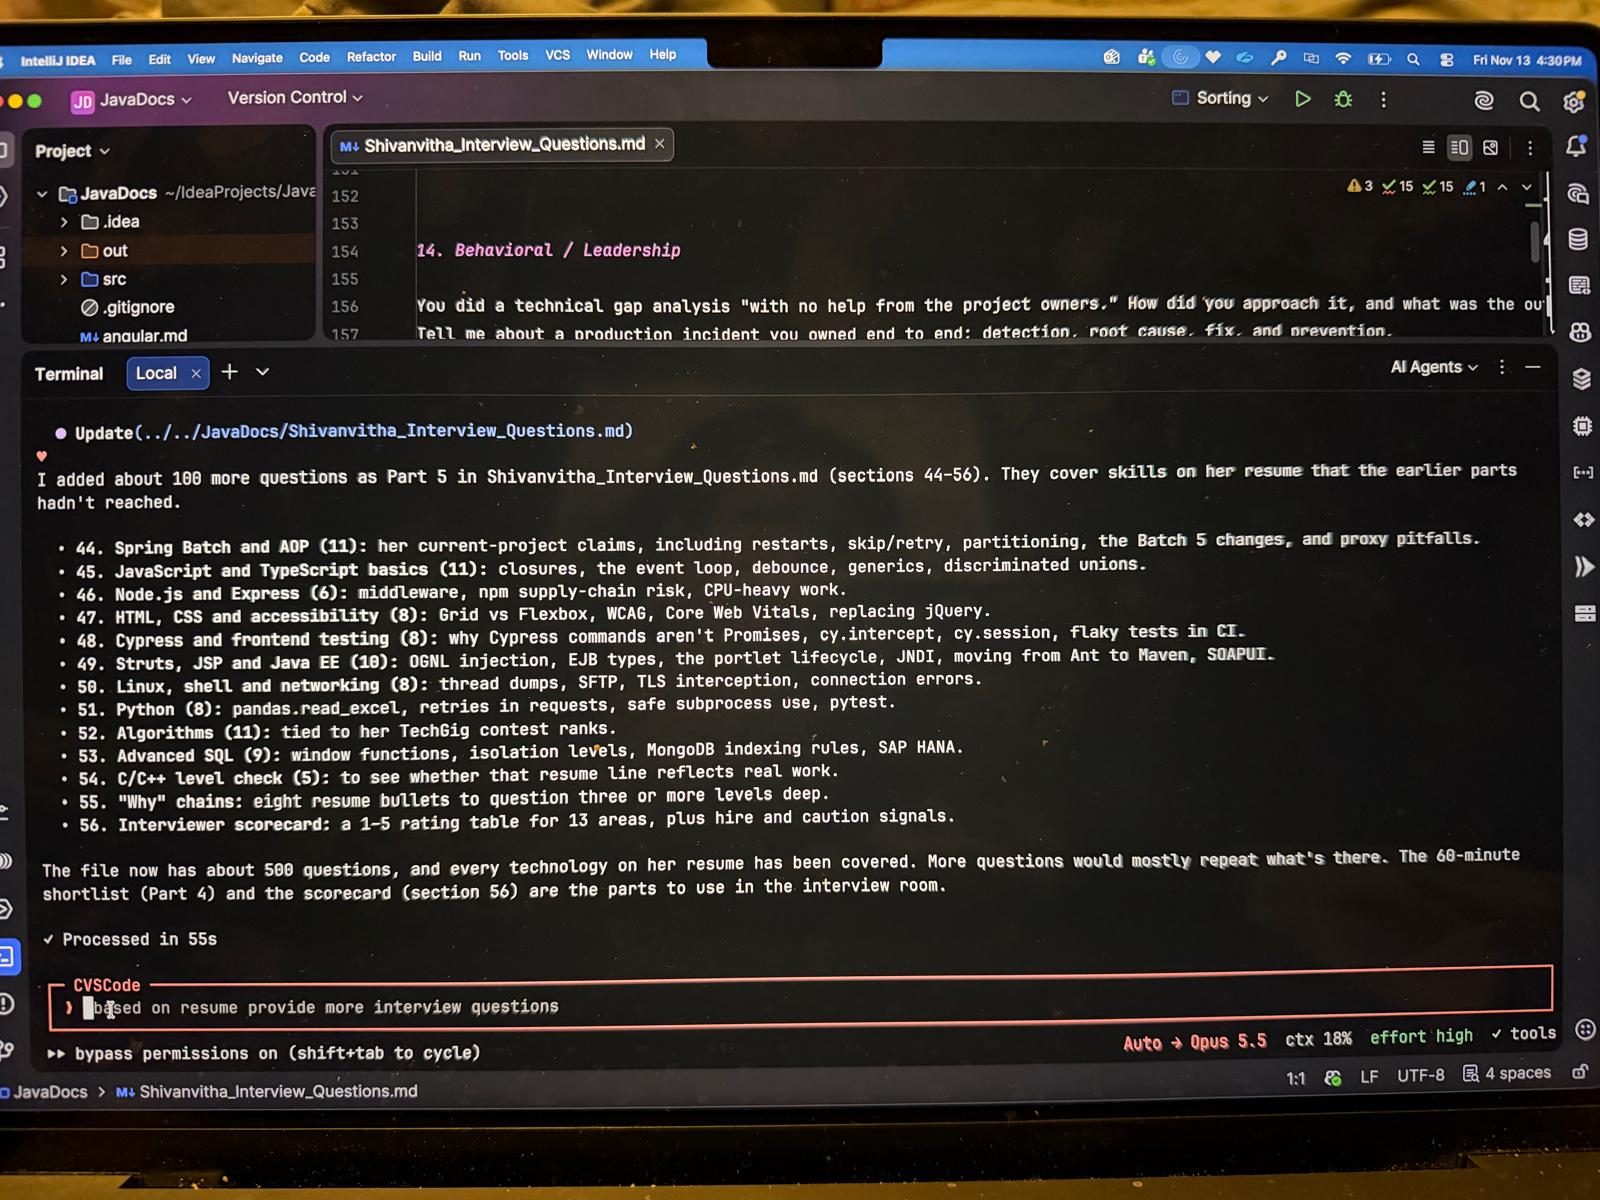 IntelliJ IDEA File Edit View Navigate Code Refactor Build Run Tools VCS Window Help
Fri Nov 13 4:30 PM
JD JavaDocs
Version Control
Sorting
Project
M↓ Shivanvitha_Interview_Questions.md ×
JavaDocs ~/IdeaProjects/Java
.idea
out
src
.gitignore
M↓ angular.md
3 15 15 1
151
152
153
154 14. Behavioral / Leadership
155
156 You did a technical gap analysis "with no help from the project owners." How did you approach it, and what was the ou
157 Tell me about a production incident you owned end to end: detection, root cause, fix, and prevention.
Terminal Local × +
AI Agents
● Update(../../JavaDocs/Shivanvitha_Interview_Questions.md)
♥
I added about 100 more questions as Part 5 in Shivanvitha_Interview_Questions.md (sections 44-56). They cover skills on her resume that the earlier parts
hadn't reached.
• 44. Spring Batch and AOP (11): her current-project claims, including restarts, skip/retry, partitioning, the Batch 5 changes, and proxy pitfalls.
• 45. JavaScript and TypeScript basics (11): closures, the event loop, debounce, generics, discriminated unions.
• 46. Node.js and Express (6): middleware, npm supply-chain risk, CPU-heavy work.
• 47. HTML, CSS and accessibility (8): Grid vs Flexbox, WCAG, Core Web Vitals, replacing jQuery.
• 48. Cypress and frontend testing (8): why Cypress commands aren't Promises, cy.intercept, cy.session, flaky tests in CI.
• 49. Struts, JSP and Java EE (10): OGNL injection, EJB types, the portlet lifecycle, JNDI, moving from Ant to Maven, SOAPUI.
• 50. Linux, shell and networking (8): thread dumps, SFTP, TLS interception, connection errors.
• 51. Python (8): pandas.read_excel, retries in requests, safe subprocess use, pytest.
• 52. Algorithms (11): tied to her TechGig contest ranks.
• 53. Advanced SQL (9): window functions, isolation levels, MongoDB indexing rules, SAP HANA.
• 54. C/C++ level check (5): to see whether that resume line reflects real work.
• 55. "Why" chains: eight resume bullets to question three or more levels deep.
• 56. Interviewer scorecard: a 1-5 rating table for 13 areas, plus hire and caution signals.
The file now has about 500 questions, and every technology on her resume has been covered. More questions would mostly repeat what's there. The 60-minute
shortlist (Part 4) and the scorecard (section 56) are the parts to use in the interview room.
✓ Processed in 55s
CVSCode
❯ based on resume provide more interview questions
▸▸ bypass permissions on (shift+tab to cycle)
Auto → Opus 5.5 ctx 18% effort high ✓ tools
JavaDocs > M↓ Shivanvitha_Interview_Questions.md
1:1 LF UTF-8 4 spaces